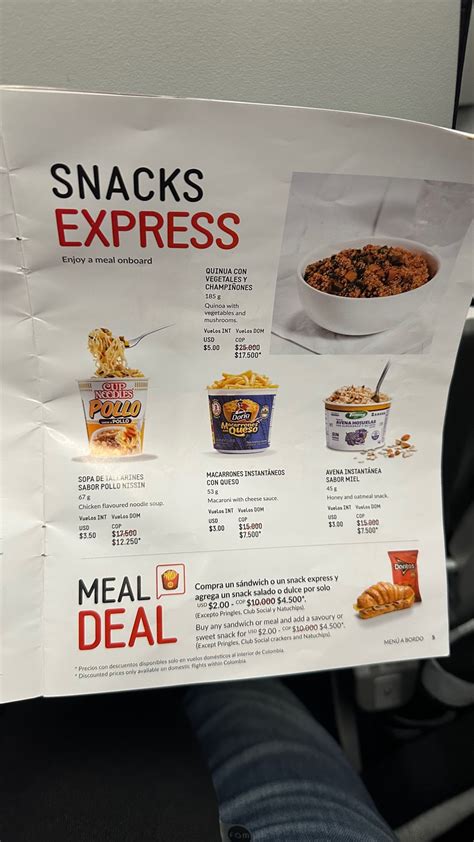 SNACKS
EXPRESS
Enjoy a meal onboard
QUINUA CON
VEGETALES Y
CHAMPIÑONES
185 g
Quinoa with
vegetables and
mushrooms.
Vuelos INT Vuelos DOM
USD COP
$5.00 $25.000
$17.500*
CUP
NOODLES
POLLO
POLLO
Doria
Macarrones
Queso
AVENA HOJUELAS
SOPA DE TALLARINES
SABOR POLLO NISSIN
67 g
Chicken flavoured noodle soup.
Vuelos INT Vuelos DOM
USD COP
$3.50 $17.500
$12.250*
MACARRONES INSTANTÁNEOS
CON QUESO
53 g
Macaroni with cheese sauce.
Vuelos INT Vuelos DOM
USD COP
$3.00 $15.000
$7.500*
AVENA INSTANTÁNEA
SABOR MIEL
45 g
Honey and oatmeal snack.
Vuelos INT Vuelos DOM
USD COP
$3.00 $15.000
$7.500*
MEAL
DEAL
Compra un sándwich o un snack express y
agrega un snack salado o dulce por solo
USD $2.00 - COP $10.000 $4.500*.
(Excepto Pringles, Club Social y Natuchips).
Buy any sandwich or meal and add a savoury or
sweet snack for USD $2.00 - COP $10.000 $4.500*.
(Except Pringles, Club Social crackers and Natuchips).
Doritos
* Precios con descuentos disponibles solo en vuelos domésticos al interior de Colombia.
* Discounted prices only available on domestic flights within Colombia.
MENÚ A BORDO 5